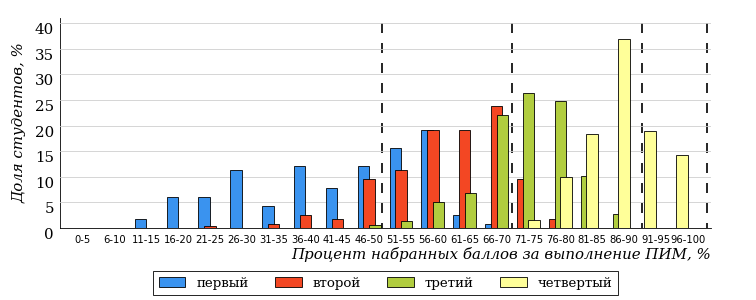 Доля студентов, %
40
35
30
25
20
15
10
5
0
0-5 6-10 11-15 16-20 21-25 26-30 31-35 36-40 41-45 46-50 51-55 56-60 61-65 66-70 71-75 76-80 81-85 86-90 91-95 96-100
Процент набранных баллов за выполнение ПИМ, %
первый второй третий четвертый